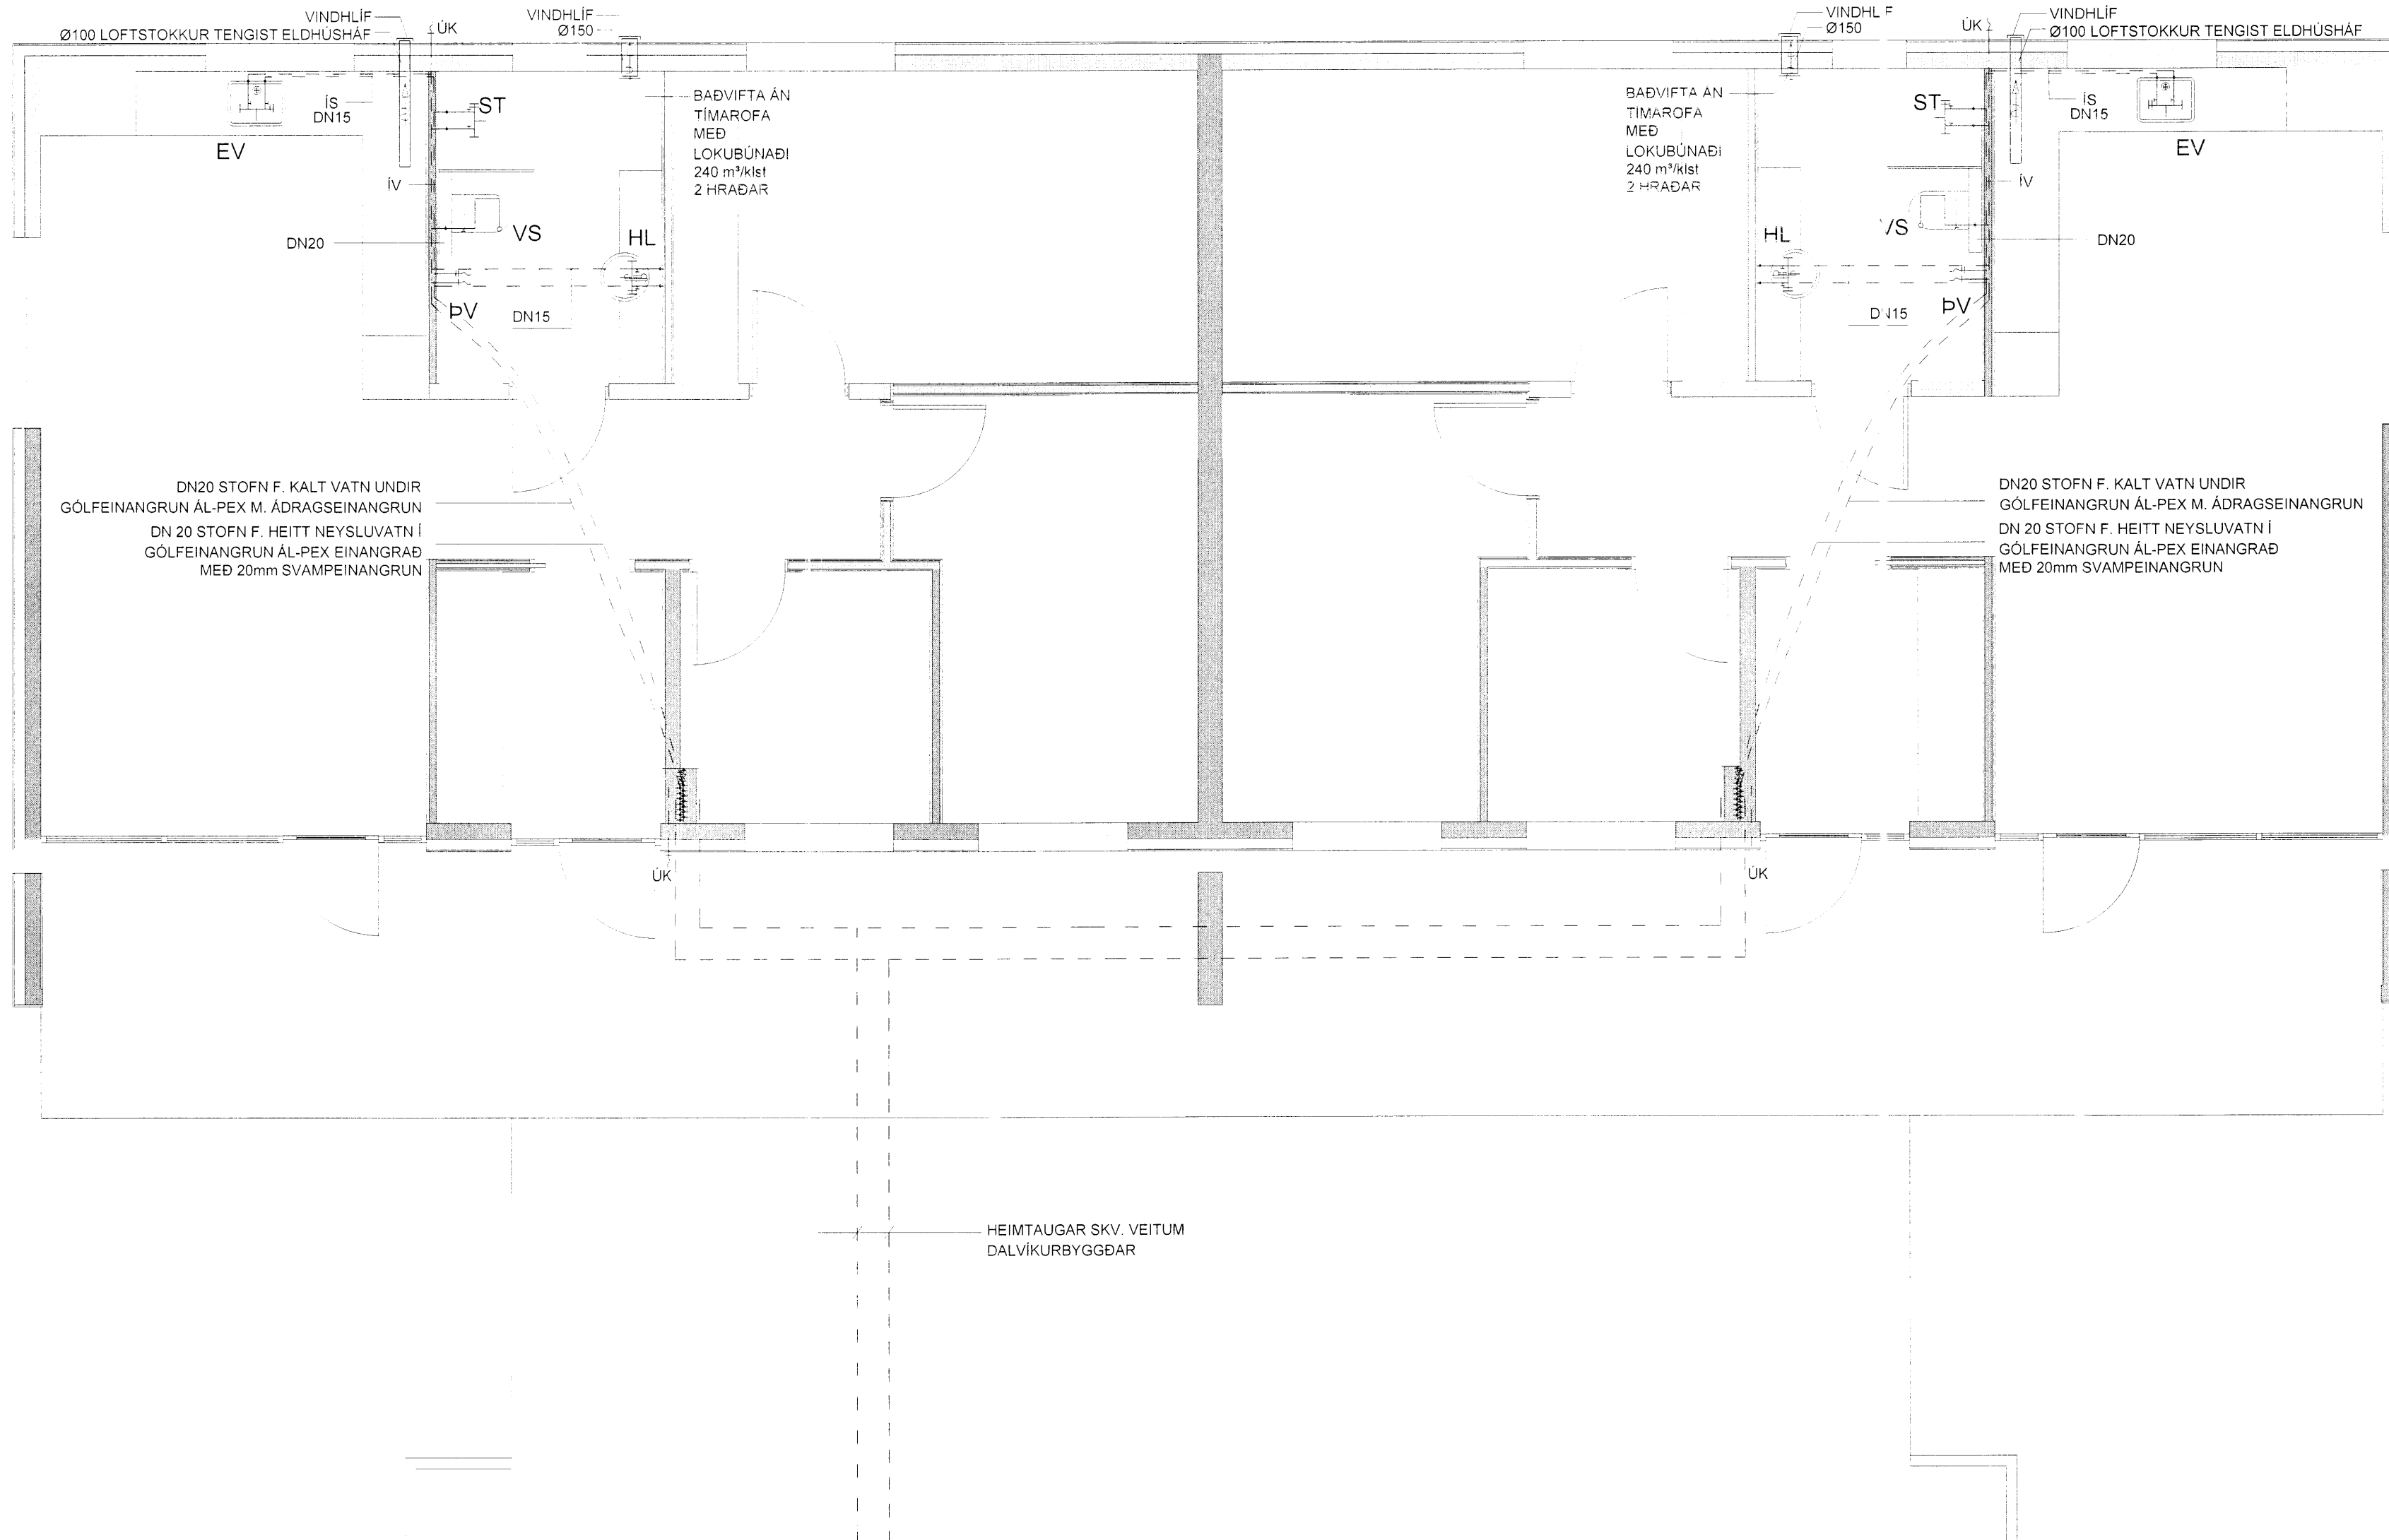 VINDHLÍF
Ø100 LOFTSTOKKUR TENGIST ELDHÚSHÁF
ÚK
VINDHLÍF
Ø150
VINDHL F
Ø150
ÚK
VINDHLÍF
Ø100 LOFTSTOKKUR TENGIST ELDHÚSHÁF
ÍS
DN15
EV
ÍV
ST
VS
DN20
HL
ÞV
DN15
BAÐVIFTA ÁN
TÍMAROFA
MEÐ
LOKUBÚNAÐI
240 m³/klst
2 HRAÐAR
BAÐVIFTA ÁN
TÍMAROFA
MEÐ
LOKUBÚNAÐI
240 m³/klst
2 HRAÐAR
ST
VS
HL
ÞV
DN15
ÍS
DN15
EV
ÍV
DN20
DN20 STOFN F. KALT VATN UNDIR
GÓLFEINANGRUN ÁL-PEX M. ÁDRAGSEINANGRUN
DN 20 STOFN F. HEITT NEYSLUVATN Í
GÓLFEINANGRUN ÁL-PEX EINANGRAÐ
MEÐ 20mm SVAMPEINANGRUN
DN20 STOFN F. KALT VATN UNDIR
GÓLFEINANGRUN ÁL-PEX M. ÁDRAGSEINANGRUN
DN 20 STOFN F. HEITT NEYSLUVATN Í
GÓLFEINANGRUN ÁL-PEX EINANGRAÐ
MEÐ 20mm SVAMPEINANGRUN
ÚK
ÚK
HEIMTAUGAR SKV. VEITUM
DALVÍKURBYGGÐAR